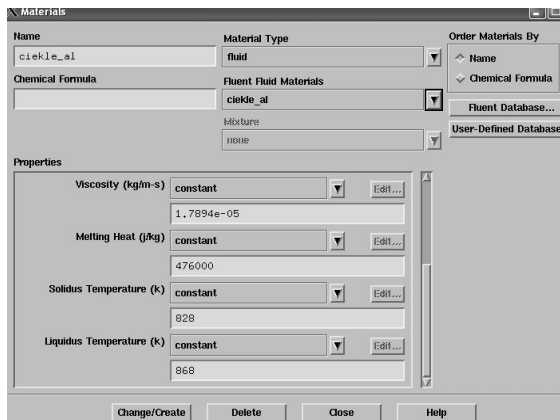 Materials
Name
ciekle_al
Chemical Formula
Material Type
fluid
Fluent Fluid Materials
ciekle_al
Mixture
none
Order Materials By
Name
Chemical Formula
Fluent Database...
User-Defined Database
Properties
Viscosity (kg/m-s) constant Edit...
1.7894e-05
Melting Heat (j/kg) constant Edit...
476000
Solidus Temperature (k) constant Edit...
828
Liquidus Temperature (k) constant Edit...
868
Change/Create Delete Close Help